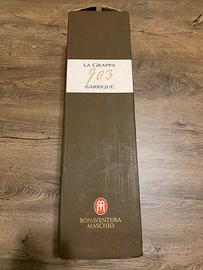 LA GRAPPA
903
BARRIQUE
BONAVENTURA
MASCHIO